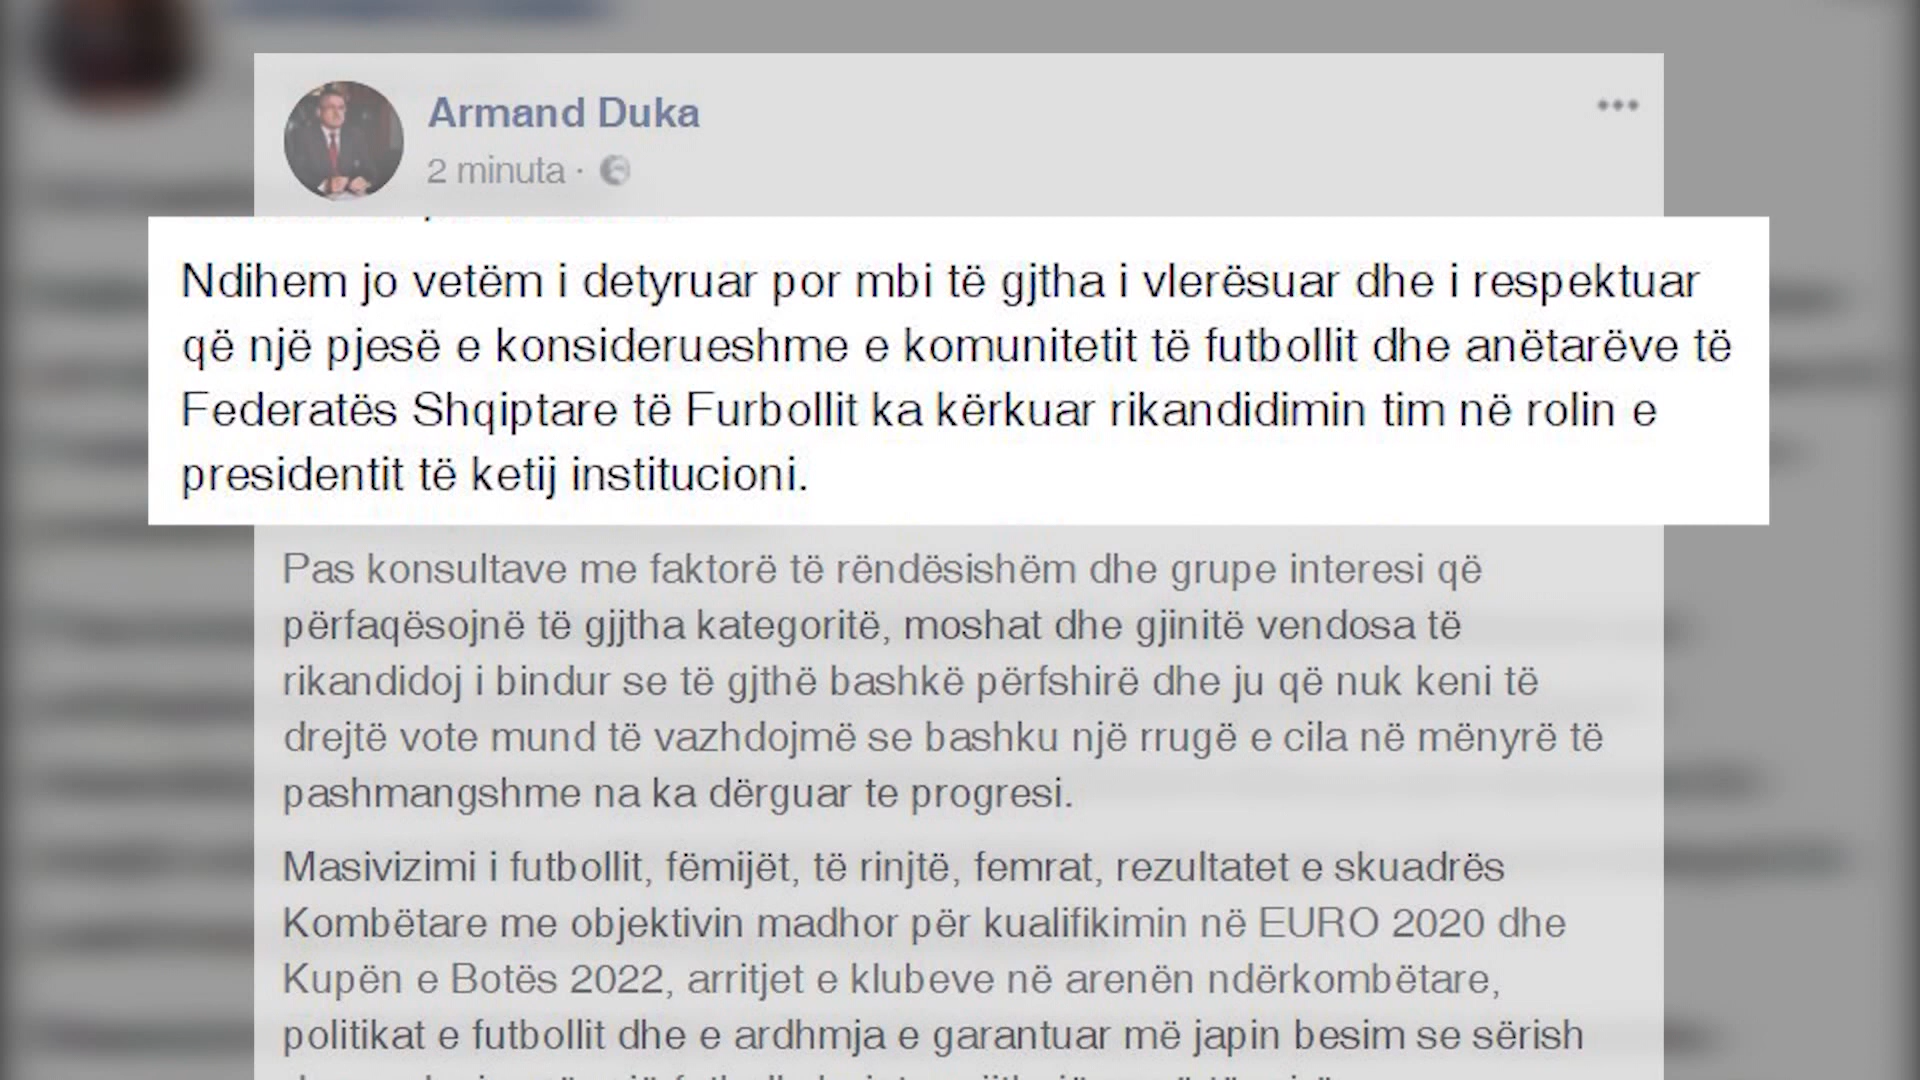 Armand Duka
2 minuta ·
Ndihem jo vetëm i detyruar por mbi të gjtha i vlerësuar dhe i respektuar
që një pjesë e konsiderueshme e komunitetit të futbollit dhe anëtarëve të
Federatës Shqiptare të Furbollit ka kërkuar rikandidimin tim në rolin e
presidentit të ketij institucioni.
Pas konsultave me faktorë të rëndësishëm dhe grupe interesi që
përfaqësojnë të gjjtha kategoritë, moshat dhe gjinitë vendosa të
rikandidoj i bindur se të gjthë bashkë përfshirë dhe ju që nuk keni të
drejtë vote mund të vazhdojmë se bashku një rrugë e cila në mënyrë të
pashmangshme na ka dërguar te progresi.
Masivizimi i futbollit, fëmijët, të rinjtë, femrat, rezultatet e skuadrës
Kombëtare me objektivin madhor për kualifikimin në EURO 2020 dhe
Kupën e Botës 2022, arritjet e klubeve në arenën ndërkombëtare,
politikat e futbollit dhe e ardhmja e garantuar më japin besim se sërish